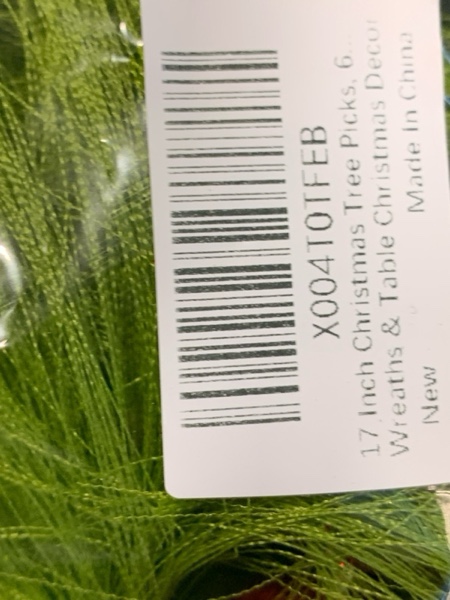 X004T0TFEB
17 Inch Christmas Tree Picks, 6...
Wreaths & Table Christmas Decor
New Made In China